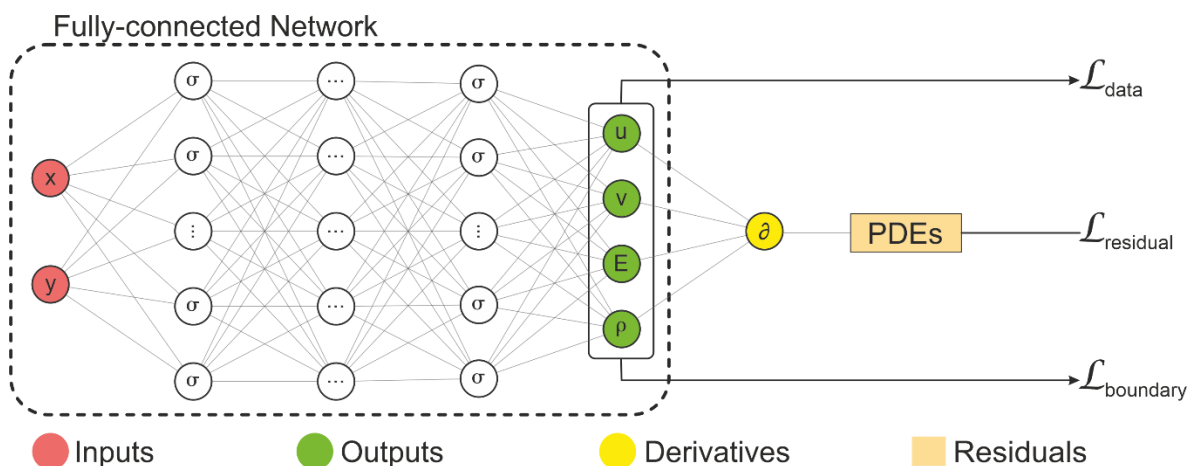 Fully-connected Network
σ ... σ
ℒdata
u
σ ... σ
x
v
⋮ ... ⋮
∂ PDEs ℒresidual
E
y
σ ... σ
ρ
σ ... σ
ℒboundary
Inputs Outputs Derivatives Residuals